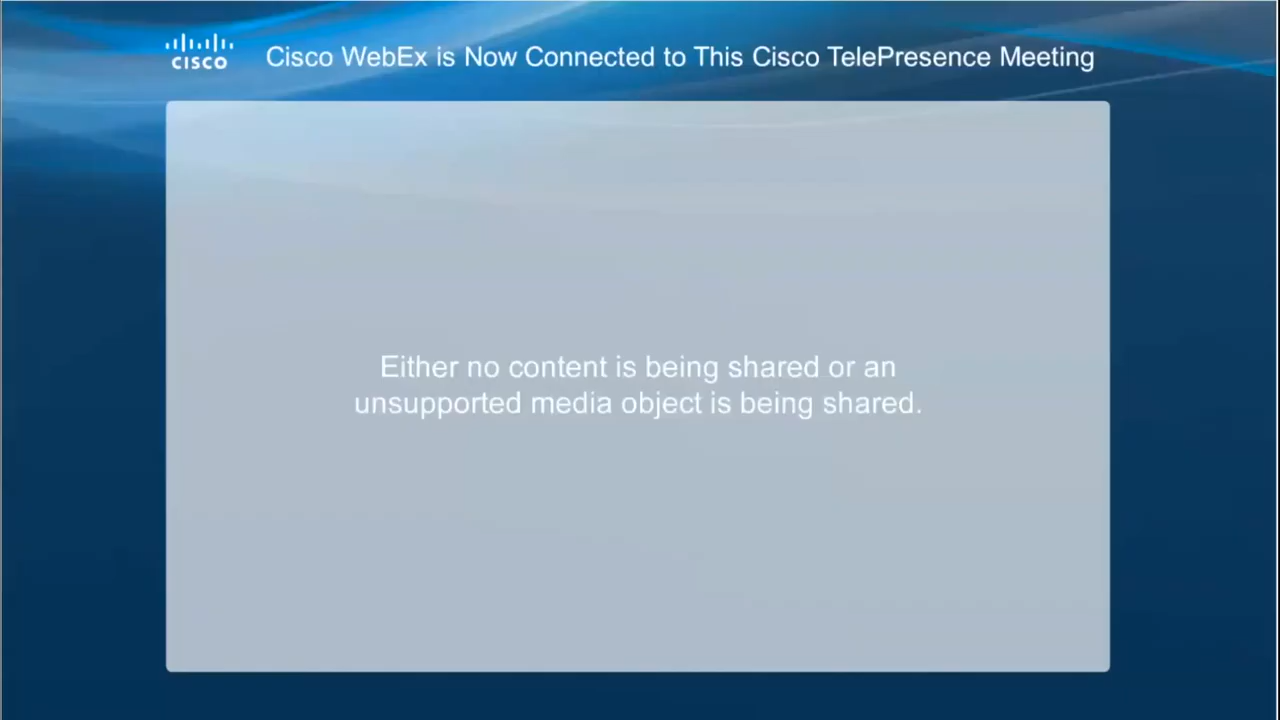 CISCO
Cisco WebEx is Now Connected to This Cisco TelePresence Meeting
Either no content is being shared or an
unsupported media object is being shared.